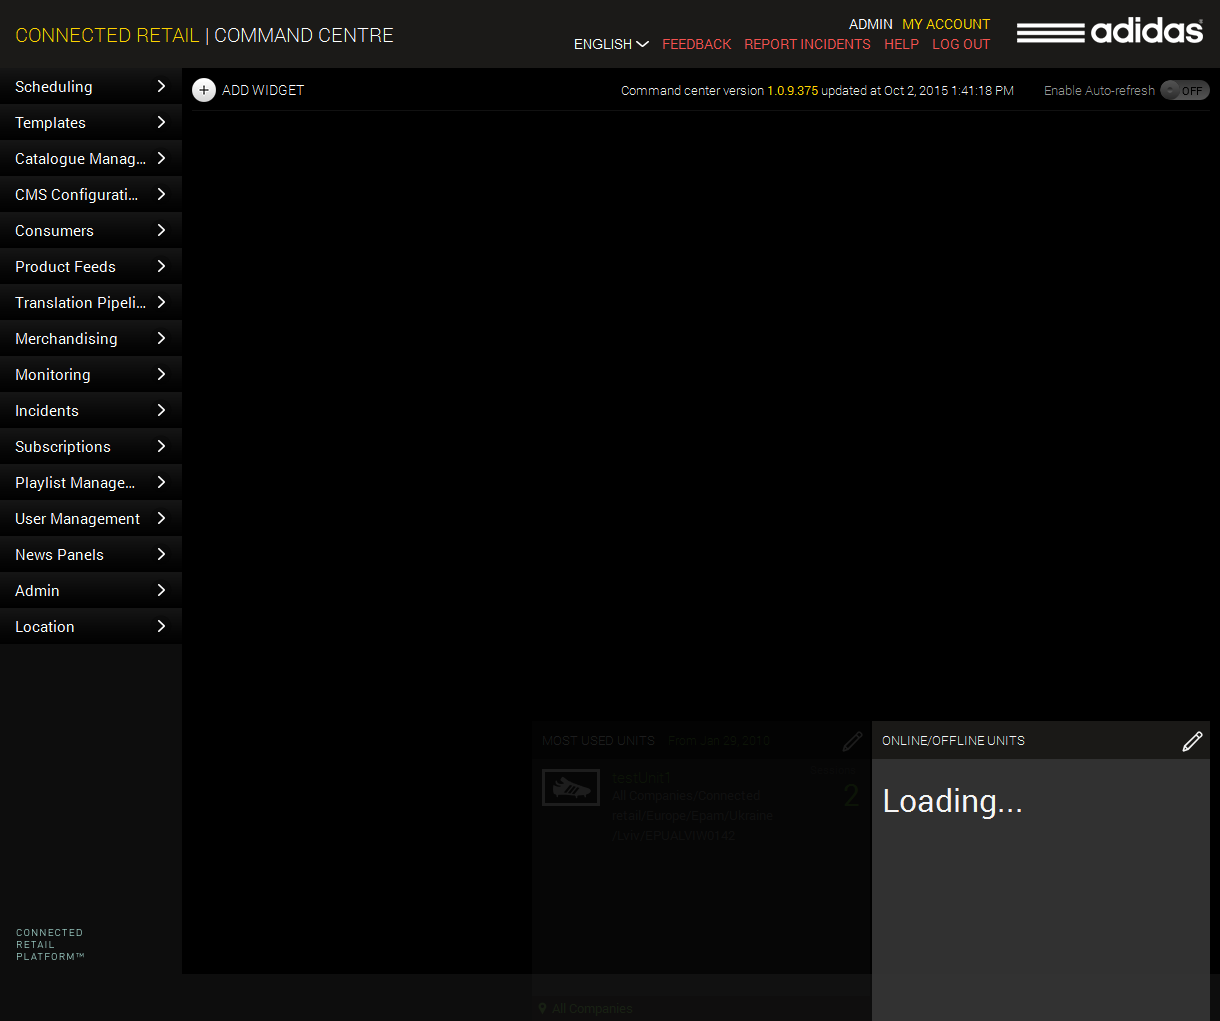 CONNECTED RETAIL | COMMAND CENTRE
ADMIN MY ACCOUNT
ENGLISH FEEDBACK REPORT INCIDENTS HELP LOG OUT
adidas
Scheduling
Templates
Catalogue Manag...
CMS Configurati...
Consumers
Product Feeds
Translation Pipeli...
Merchandising
Monitoring
Incidents
Subscriptions
Playlist Manage...
User Management
News Panels
Admin
Location
CONNECTED
RETAIL
PLATFORM™
ADD WIDGET
Command center version 1.0.9.375 updated at Oct 2, 2015 1:41:18 PM
Enable Auto-refresh OFF
MOST USED UNITS From Jan 29, 2010
testUnit1
All Companies/Connected
retail/Europe/Epam/Ukraine
/Lviv/EPUALVIW0142
2
All Companies
ONLINE/OFFLINE UNITS
Loading...